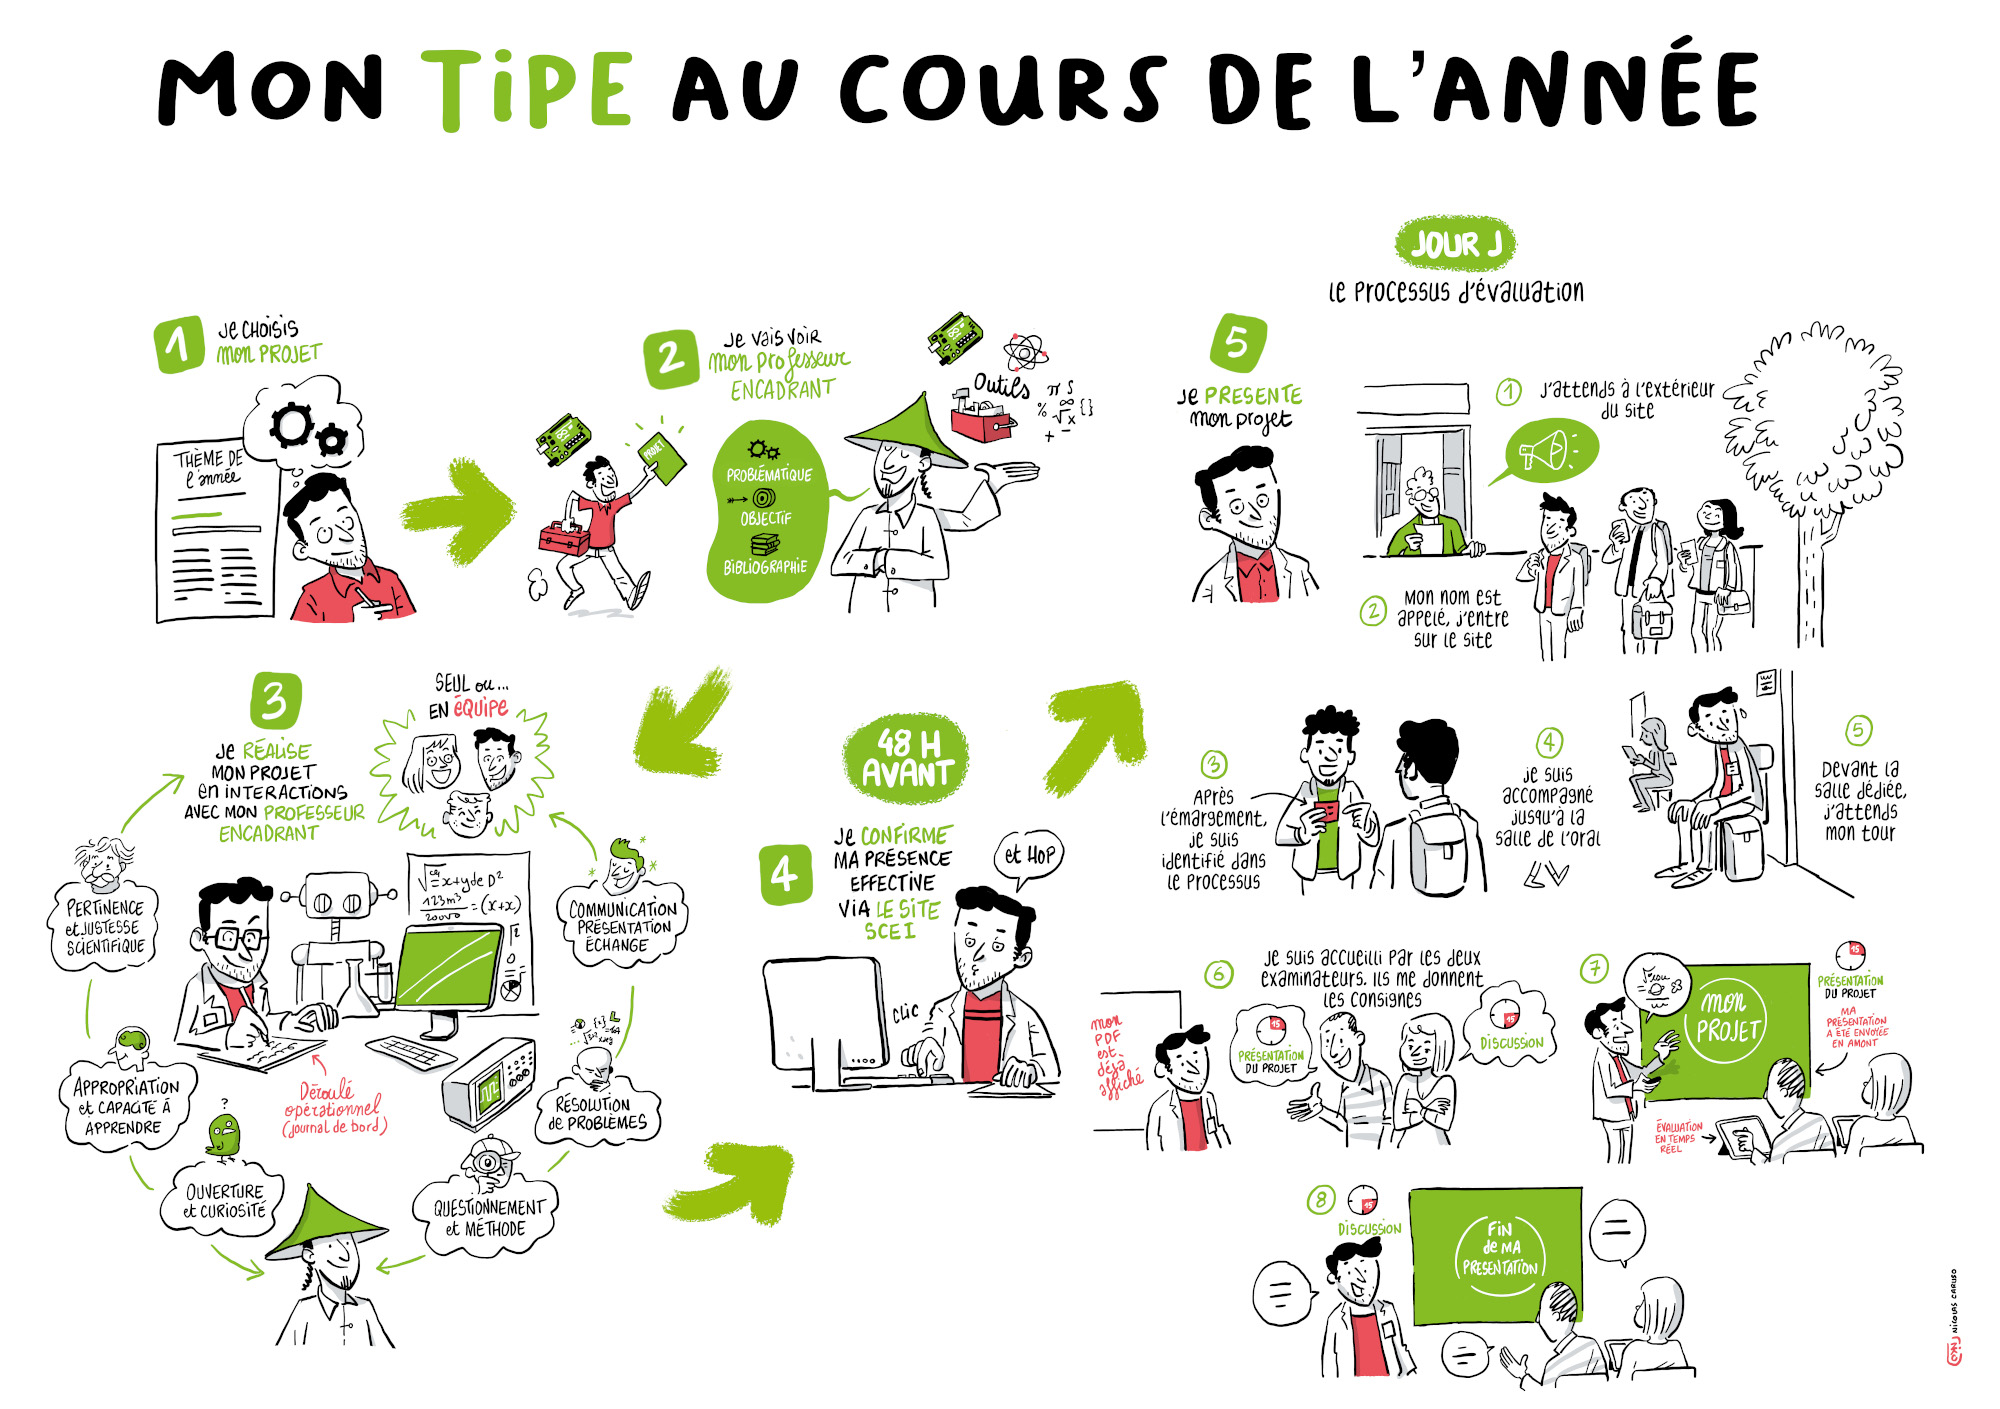 MON TiPE AU COURS DE L'ANNÉE
1
Je CHOISIS
mon PROJET
THÈME DE
l'année
2
Je vais voir
mon professeur
ENCADRANT
PROJET
PROBLÉMATIQUE
OBJECTIF
BIBLIOGRAPHIE
Outils
π S
% ∞ {}
√x
+ -
3
Je RÉALISE
MON PROJET
en INTERACTIONS
AVEC MON PROFESSEUR
ENCADRANT
SEUL ou...
EN équipe
PERTINENCE
et JUSTESSE
SCIENTIFIQUE
COMMUNICATION
PRÉSENTATION
ÉCHANGE
APPROPRIATION
et CAPACITÉ À
APPRENDRE
Déroulé
opérationnel
(journal de bord)
RÉSOLUTION
de PROBLÈMES
?
OUVERTURE
et CURIOSITÉ
QUESTIONNEMENT
et MÉTHODE
48 H
AVANT
4
Je CONFIRME
MA PRÉSENCE
EFFECTIVE
VIA LE SITE
SCEI
et HOP
CLIC
JOUR J
le processus d'évaluation
5
Je PRESENTE
mon projet
1
J'attends à l'extérieur
du site
2
Mon nom est
appelé, j'entre
sur le site
3
Après
l'émargement,
je suis
identifié dans
le processus
4
je suis
accompagné
jusqu'à la
salle de l'oral
5
Devant la
salle dédiée,
j'attends
mon tour
6
Je suis accueilli par les deux
examinateurs. Ils me donnent
les consignes
mon
PDF
est
déjà
affiché
15
PRÉSENTATION
DU PROJET
15
DISCUSSION
7
mon
PROJET
15
PRÉSENTATION
DU PROJET
MA
PRÉSENTATION
A ÉTÉ ENVOYÉE
EN AMONT
ÉVALUATION
EN TEMPS
RÉEL
8
15
DISCUSSION
FIN
de MA
PRESENTATION
NICOLAS CARUSO